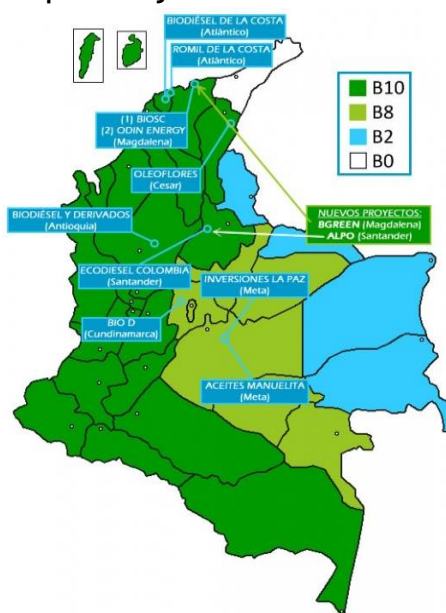 BIODIÉSEL DE LA COSTA
(Atlántico)
ROMIL DE LA COSTA
(Atlántico)
B10
B8
B2
B0
(1) BIOSC
(2) ODIN ENERGY
(Magdalena)
OLEOFLORES
(Cesar)
BIODIÉSEL Y DERIVADOS
(Antioquia)
NUEVOS PROYECTOS:
BGREEN (Magdalena)
ALPO (Santander)
ECODIESEL COLOMBIA
(Santander)
INVERSIONES LA PAZ
(Meta)
BIO D
(Cundinamarca)
ACEITES MANUELITA
(Meta)